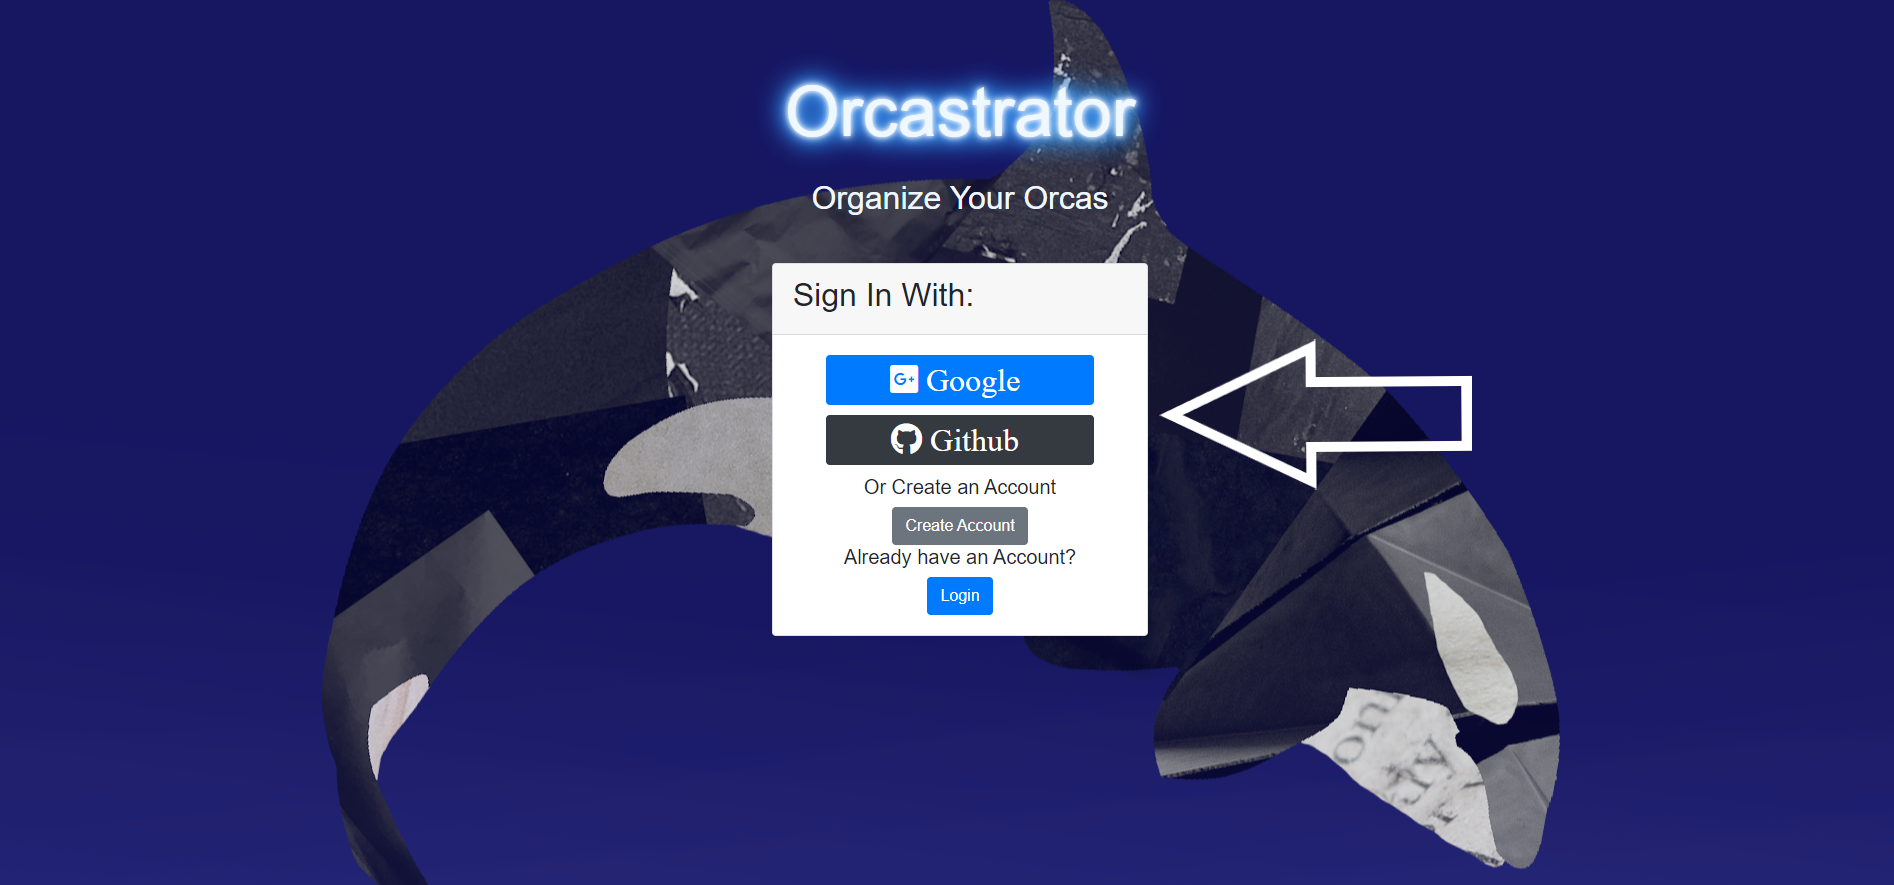 Orcastrator
Organize Your Orcas
Sign In With:
G+ Google
Github
Or Create an Account
Create Account
Already have an Account?
Login